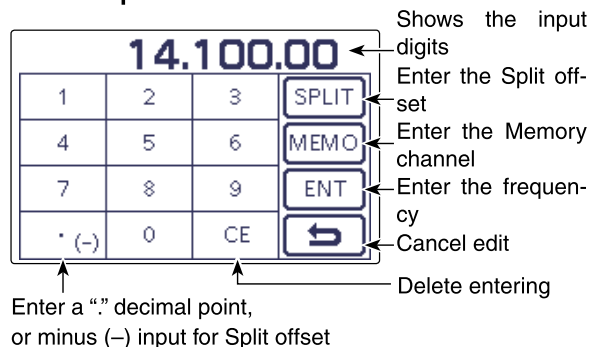 14.100.00
1 2 3 SPLIT
4 5 6 MEMO
7 8 9 ENT
. (–) 0 CE
Shows the input
digits
Enter the Split off-
set
Enter the Memory
channel
Enter the frequen-
cy
Cancel edit
Delete entering
Enter a “.” decimal point,
or minus (–) input for Split offset